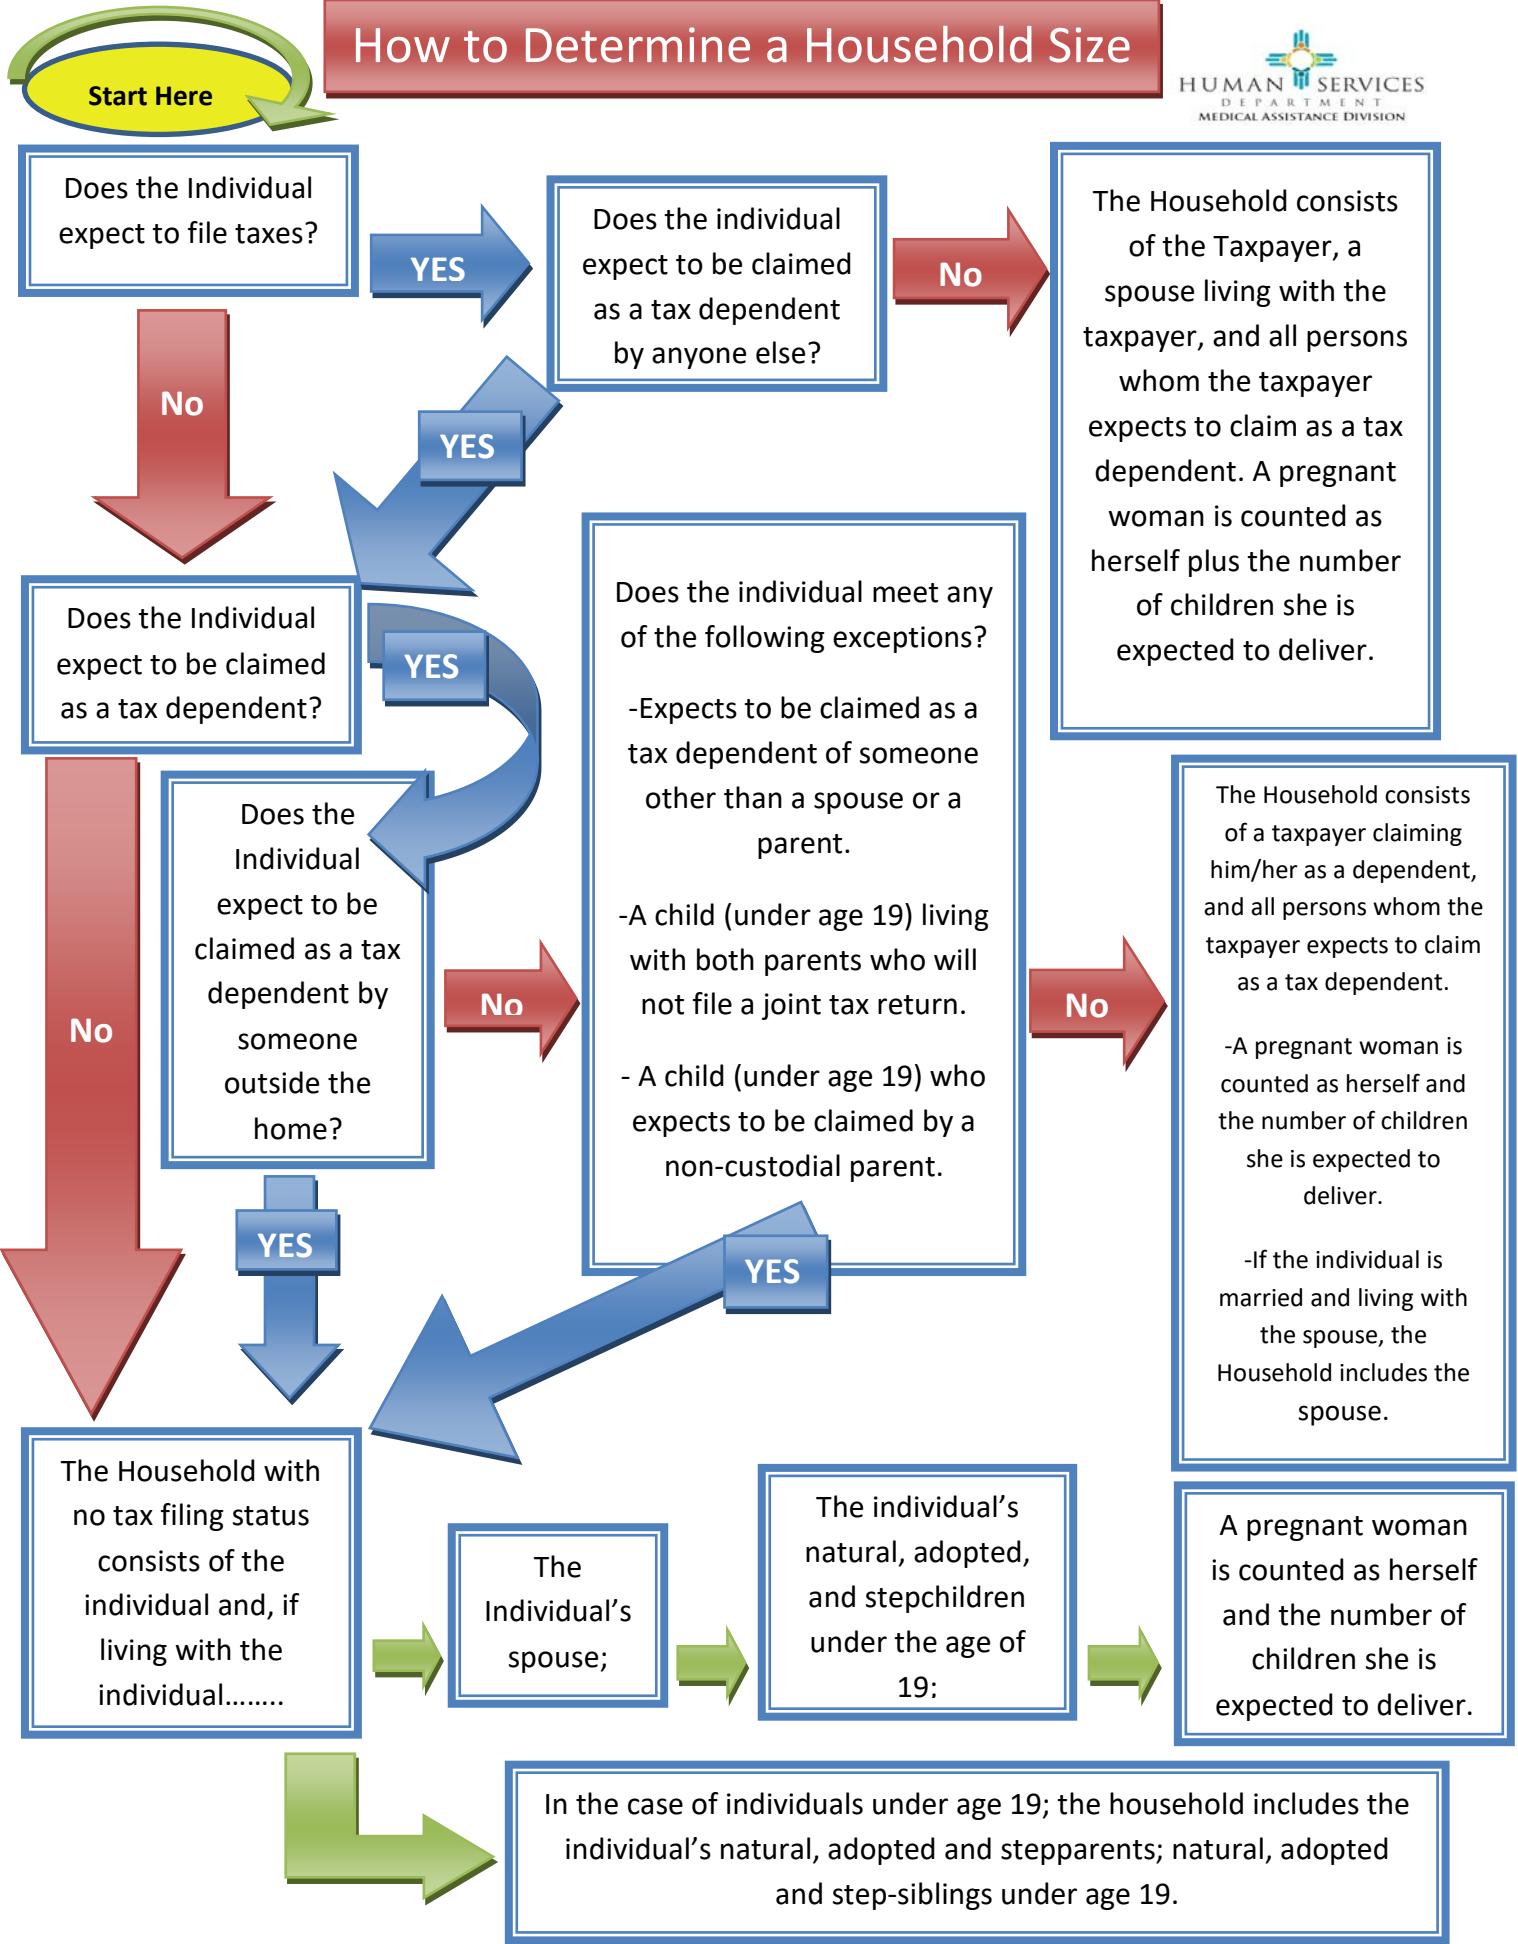 How to Determine a Household Size
Start Here
HUMAN SERVICES
DEPARTMENT
MEDICAL ASSISTANCE DIVISION
Does the Individual
expect to file taxes?
YES
Does the individual
expect to be claimed
as a tax dependent
by anyone else?
No
The Household consists
of the Taxpayer, a
spouse living with the
taxpayer, and all persons
whom the taxpayer
expects to claim as a tax
dependent. A pregnant
woman is counted as
herself plus the number
of children she is
expected to deliver.
No
YES
Does the Individual
expect to be claimed
as a tax dependent?
YES
Does the individual meet any
of the following exceptions?
-Expects to be claimed as a
tax dependent of someone
other than a spouse or a
parent.
-A child (under age 19) living
with both parents who will
not file a joint tax return.
- A child (under age 19) who
expects to be claimed by a
non-custodial parent.
Does the
Individual
expect to be
claimed as a tax
dependent by
someone
outside the
home?
No
No
No
The Household consists
of a taxpayer claiming
him/her as a dependent,
and all persons whom the
taxpayer expects to claim
as a tax dependent.
-A pregnant woman is
counted as herself and
the number of children
she is expected to
deliver.
-If the individual is
married and living with
the spouse, the
Household includes the
spouse.
YES
YES
The Household with
no tax filing status
consists of the
individual and, if
living with the
individual……..
The
Individual’s
spouse;
The individual’s
natural, adopted,
and stepchildren
under the age of
19;
A pregnant woman
is counted as herself
and the number of
children she is
expected to deliver.
In the case of individuals under age 19; the household includes the
individual’s natural, adopted and stepparents; natural, adopted
and step-siblings under age 19.